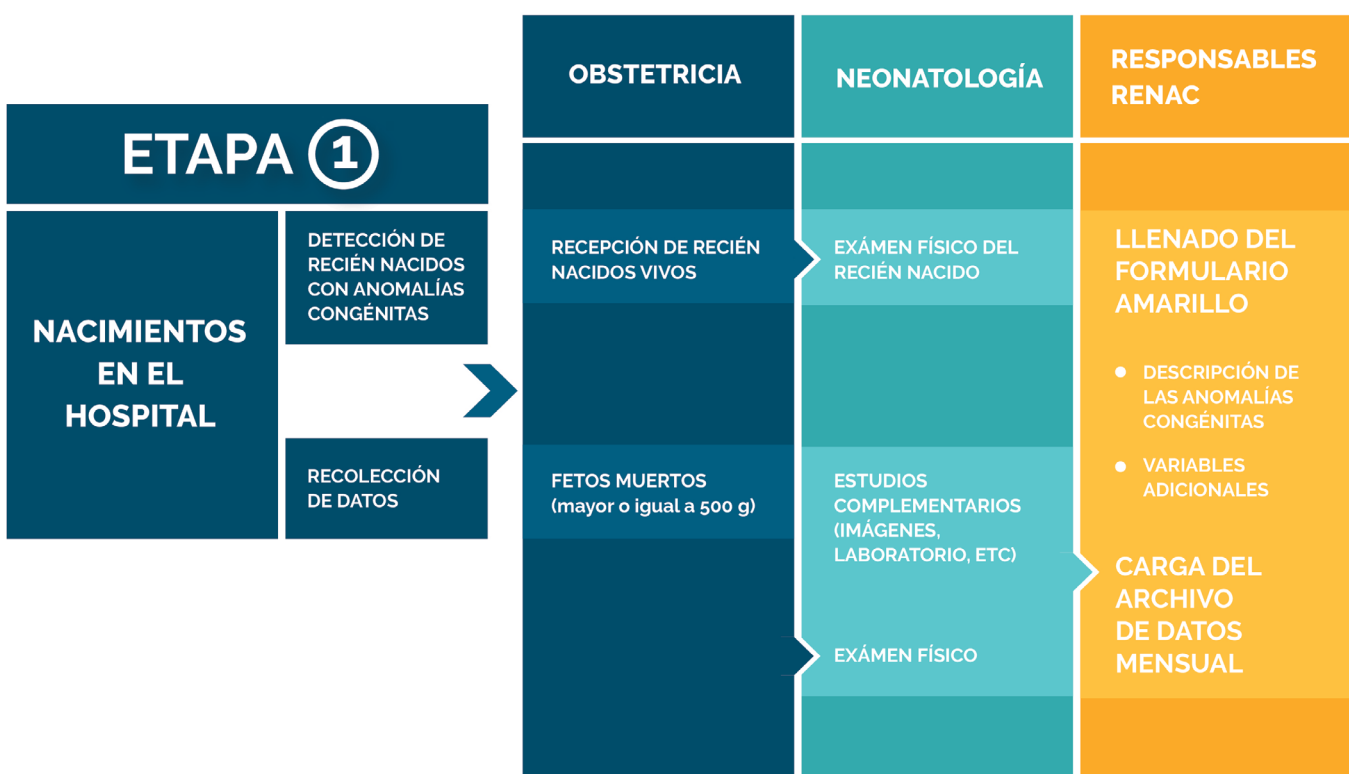 ETAPA 1
NACIMIENTOS
EN EL
HOSPITAL
DETECCIÓN DE
RECIÉN NACIDOS
CON ANOMALÍAS
CONGÉNITAS
RECOLECCIÓN
DE DATOS
OBSTETRICIA
RECEPCIÓN DE RECIÉN
NACIDOS VIVOS
FETOS MUERTOS
(mayor o igual a 500 g)
NEONATOLOGÍA
EXÁMEN FÍSICO DEL
RECIÉN NACIDO
ESTUDIOS
COMPLEMENTARIOS
(IMÁGENES,
LABORATORIO, ETC)
EXÁMEN FÍSICO
RESPONSABLES
RENAC
LLENADO DEL
FORMULARIO
AMARILLO
• DESCRIPCIÓN DE
LAS ANOMALÍAS
CONGÉNITAS
• VARIABLES
ADICIONALES
CARGA DEL
ARCHIVO
DE DATOS
MENSUAL